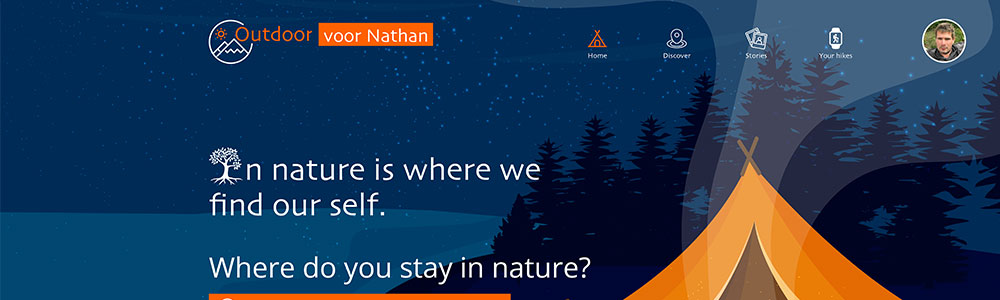 Outdoor voor Nathan
Home
Discover
Stories
Your hikes
In nature is where we
find our self.
Where do you stay in nature?